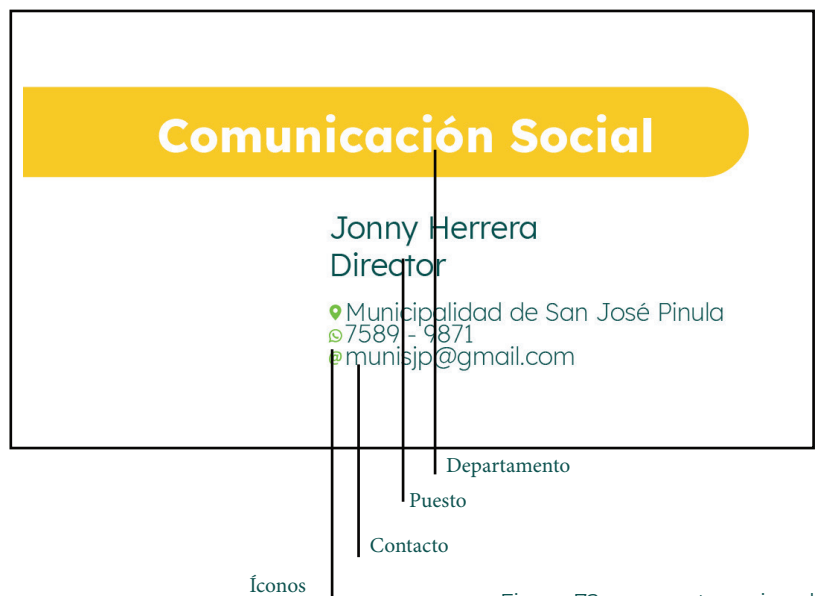 Comunicación Social
Jonny Herrera
Director
Municipalidad de San José Pinula
7589 - 9871
munisjp@gmail.com
Departamento
Puesto
Contacto
Íconos